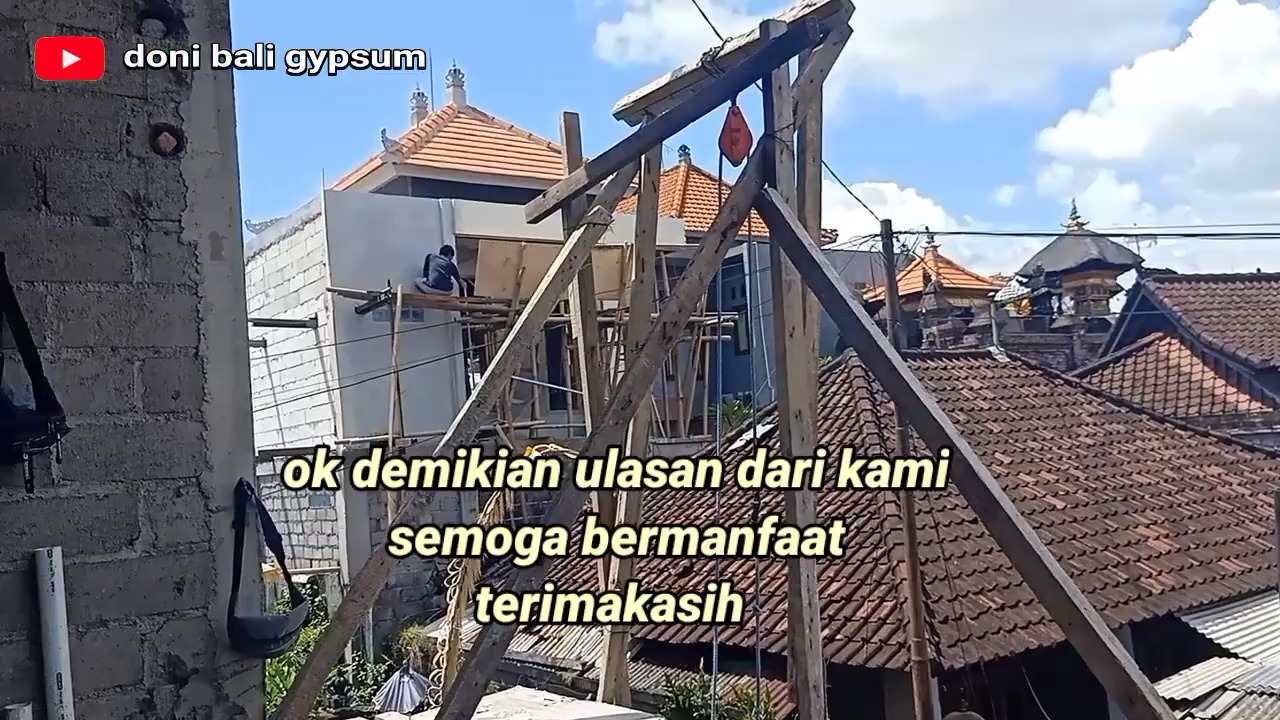 doni bali gypsum
ok demikian ulasan dari kami
semoga bermanfaat
terimakasih